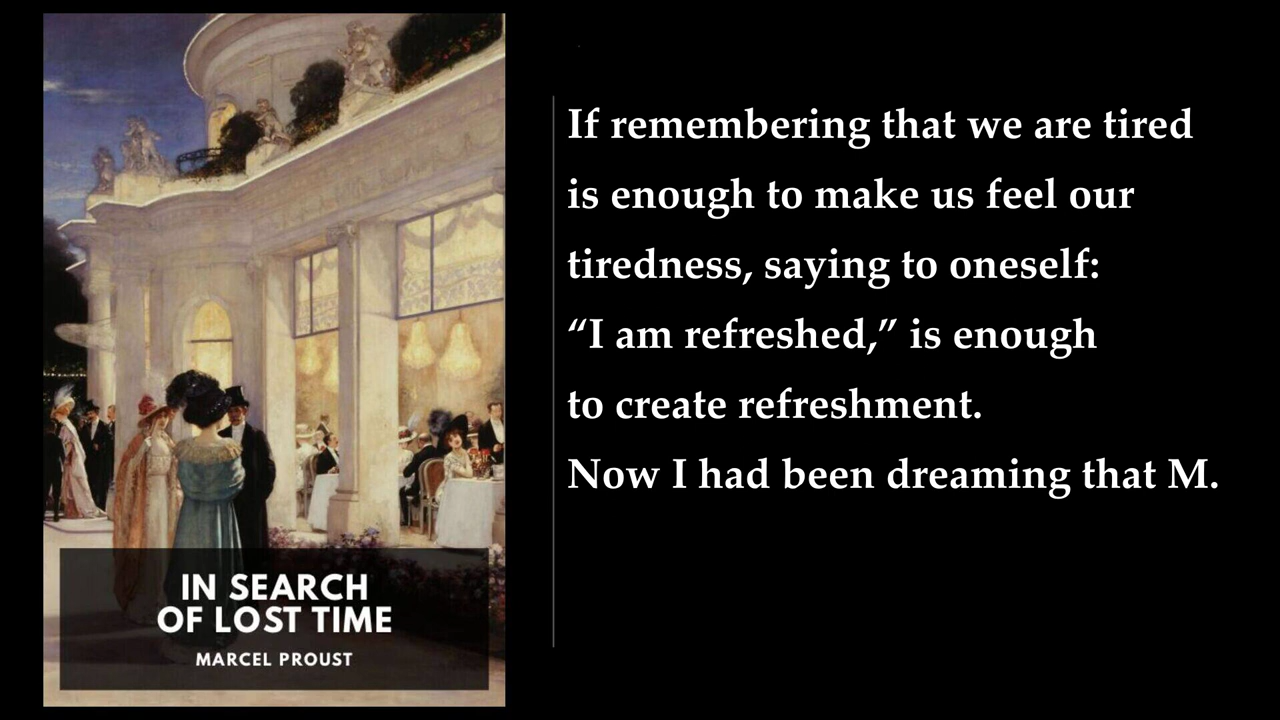 IN SEARCH
OF LOST TIME
MARCEL PROUST
If remembering that we are tired
is enough to make us feel our
tiredness, saying to oneself:
“I am refreshed,” is enough
to create refreshment.
Now I had been dreaming that M.